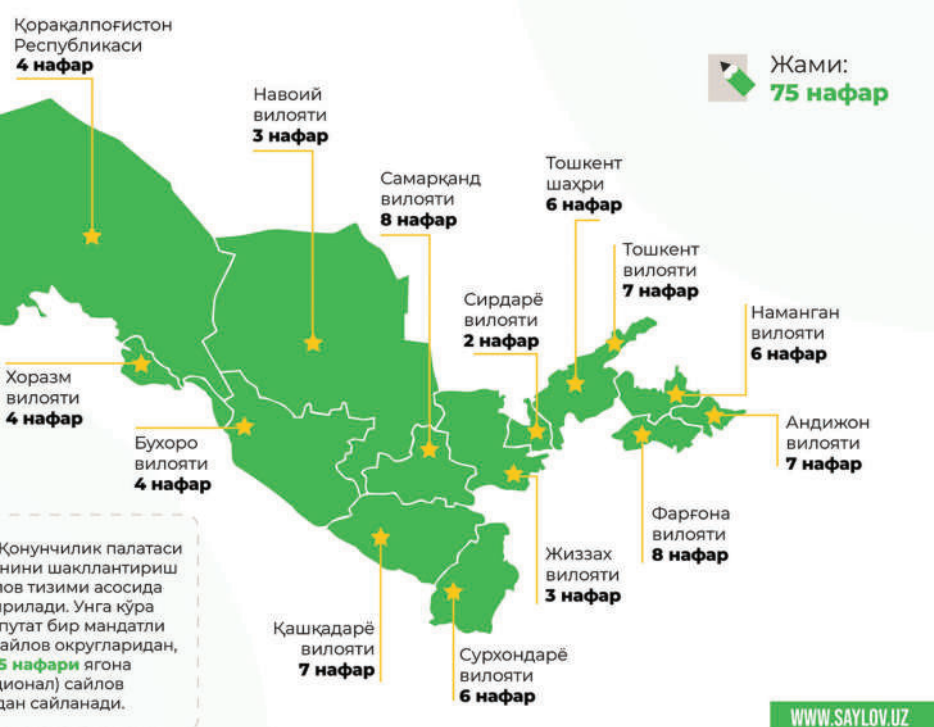 Қорақалпоғистон
Республикаси
4 нафар
Жами:
75 нафар
Навоий
вилояти
3 нафар
Самарқанд
вилояти
8 нафар
Тошкент
шаҳри
6 нафар
Тошкент
вилояти
7 нафар
Сирдарё
вилояти
2 нафар
Наманган
вилояти
6 нафар
Хоразм
вилояти
4 нафар
Бухоро
вилояти
4 нафар
Андижон
вилояти
7 нафар
Фарғона
вилояти
8 нафар
Жиззах
вилояти
3 нафар
Қашқадарё
вилояти
7 нафар
Сурхондарё
вилояти
6 нафар
Қонунчилик палатаси
нини шакллантириш
лов тизими асосида
ирилади. Унга кўра
путат бир мандатли
айлов округларидан,
5 нафари ягона
ционал) сайлов
дан сайланади.
WWW.SAYLOV.UZ